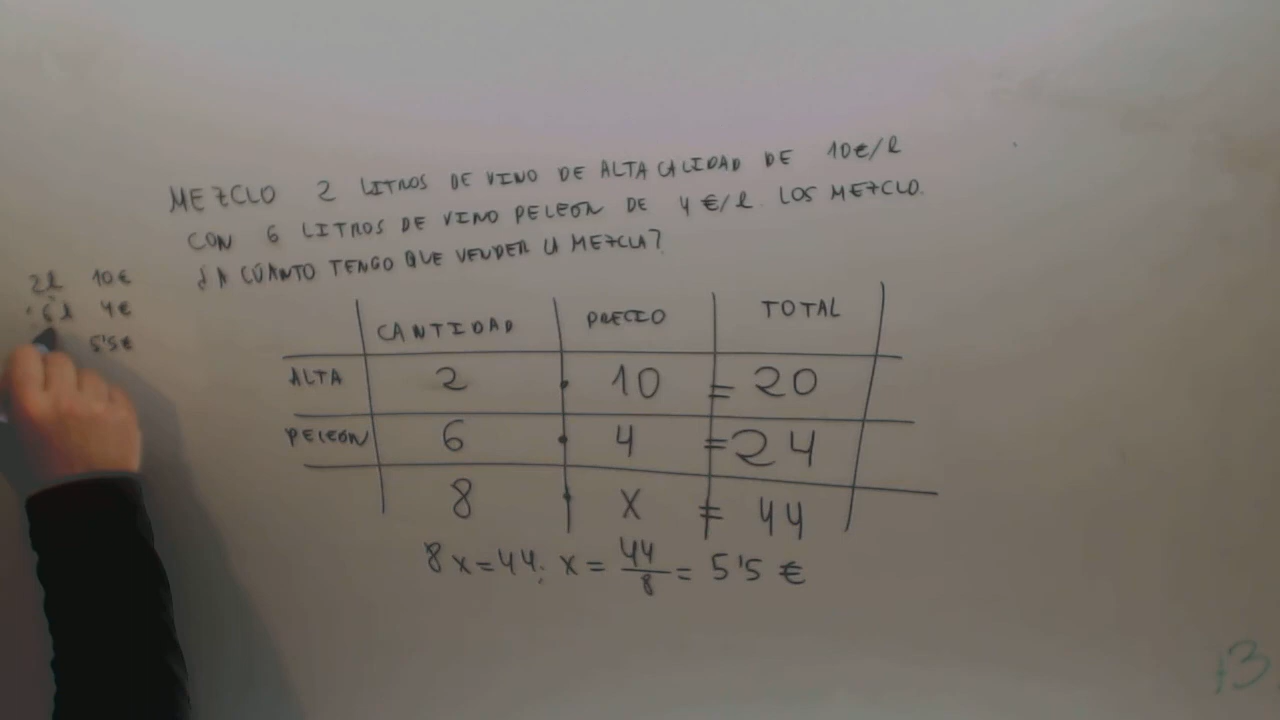 MEZCLO 2 LITROS DE VINO DE ALTA CALIDAD DE 10€/l
CON 6 LITROS DE VINO PELEÓN DE 4 €/l. LOS MEZCLO.
¿A CÚANTO TENGO QUE VENDER LA MEZCLA?
2l 10€
6l 4€
5'5€
CANTIDAD PRECIO TOTAL
ALTA 2 · 10 = 20
PELEÓN 6 · 4 = 24
8 · X = 44
8x=44; x = 44/8 = 5'5 €
13